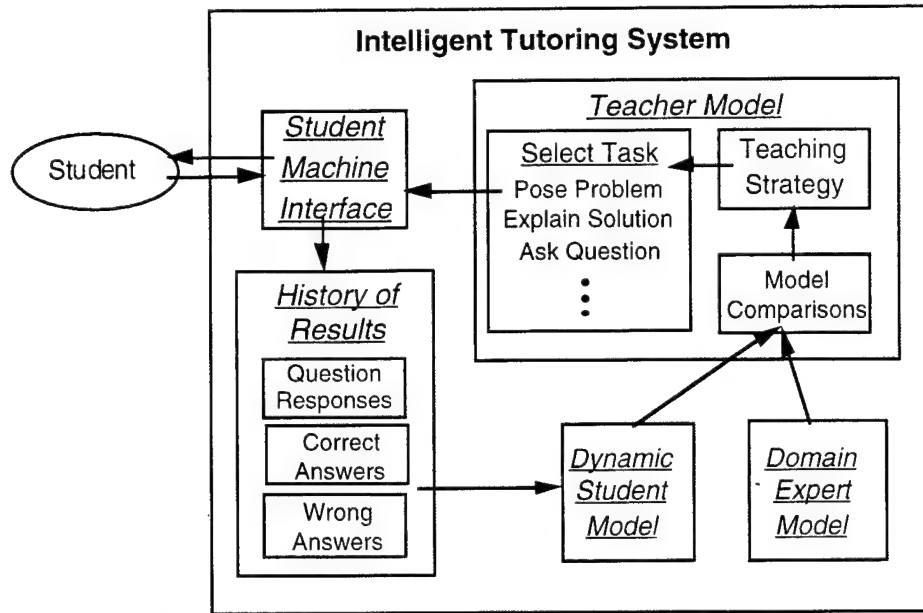 Intelligent Tutoring System
Student
Student
Machine
Interface
Teacher Model
Select Task
Pose Problem
Explain Solution
Ask Question
Teaching
Strategy
Model
Comparisons
History of
Results
Question
Responses
Correct
Answers
Wrong
Answers
Dynamic
Student
Model
Domain
Expert
Model